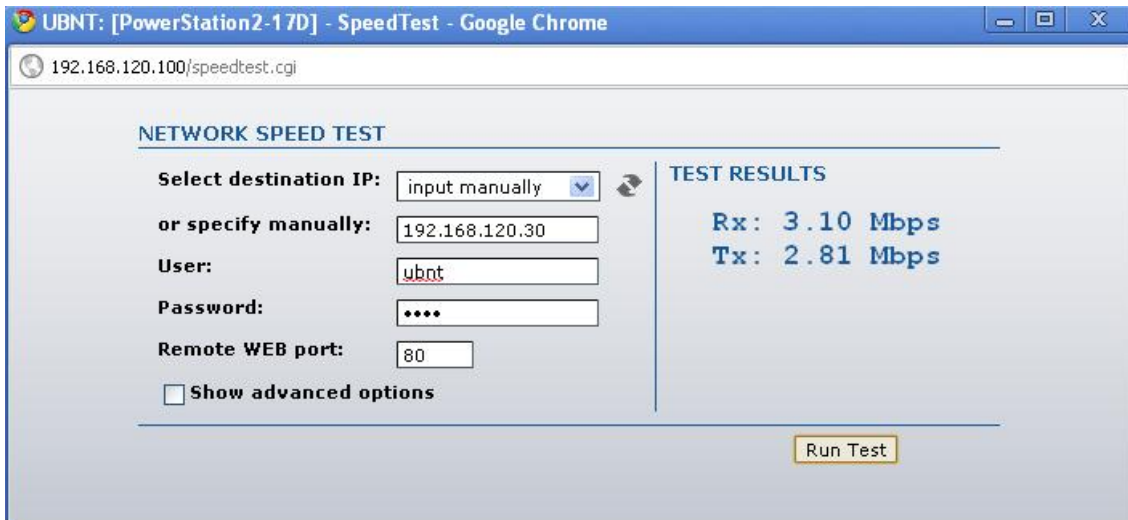 UBNT: [PowerStation2-17D] - SpeedTest - Google Chrome
192.168.120.100/speedtest.cgi
NETWORK SPEED TEST
Select destination IP: input manually
or specify manually: 192.168.120.30
User: ubnt
Password: ••••
Remote WEB port: 80
Show advanced options
TEST RESULTS
Rx: 3.10 Mbps
Tx: 2.81 Mbps
Run Test